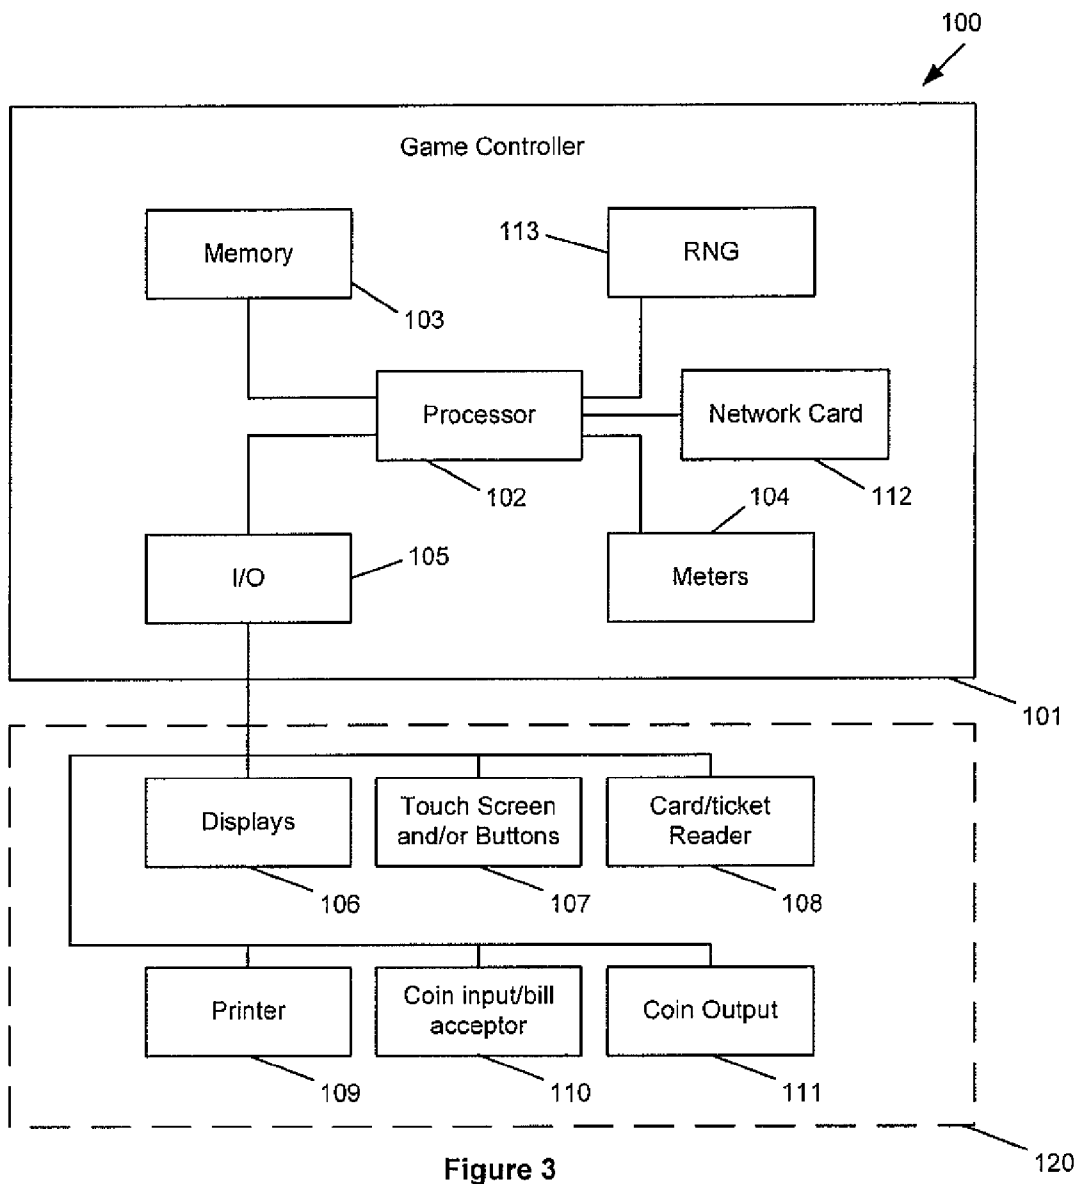 100
Game Controller
Memory
103
113
RNG
Processor
102
Network Card
112
I/O
105
104
Meters
101
Displays
106
Touch Screen
and/or Buttons
107
Card/ticket
Reader
108
Printer
109
Coin input/bill
acceptor
110
Coin Output
111
120
Figure 3